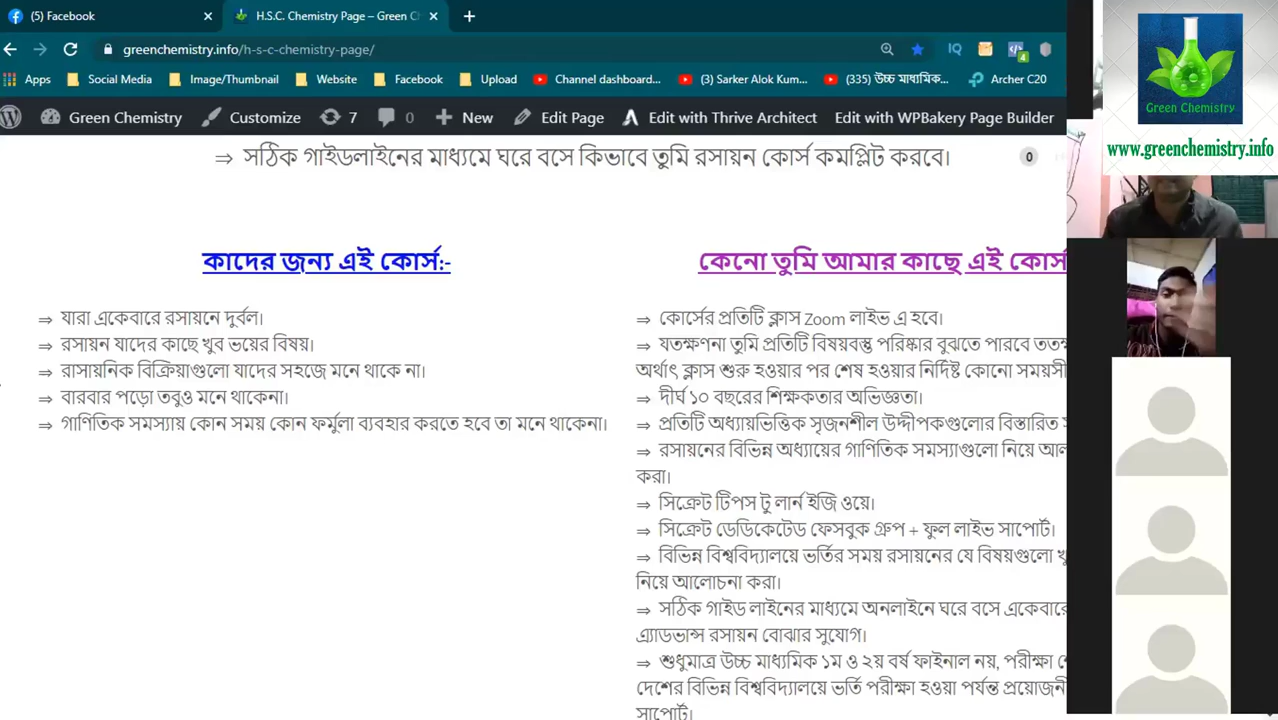 (5) Facebook
H.S.C. Chemistry Page – Green C
greenchemistry.info/h-s-c-chemistry-page/
IQ
4
Apps
Social Media
Image/Thumbnail
Website
Facebook
Upload
Channel dashboard...
(3) Sarker Alok Kum...
(335) উচ্চ মাধ্যমিক...
Archer C20
Green Chemistry
Customize
7
0
New
Edit Page
Edit with Thrive Architect
Edit with WPBakery Page Builder
⇒ সঠিক গাইডলাইনের মাধ্যমে ঘরে বসে কিভাবে তুমি রসায়ন কোর্স কমপ্লিট করবে।
0
কাদের জন্য এই কোর্স:-
⇒ যারা একেবারে রসায়নে দুর্বল।
⇒ রসায়ন যাদের কাছে খুব ভয়ের বিষয়।
⇒ রাসায়নিক বিক্রিয়াগুলো যাদের সহজে মনে থাকে না।
⇒ বারবার পড়ো তবুও মনে থাকেনা।
⇒ গাণিতিক সমস্যায় কোন সময় কোন ফর্মুলা ব্যবহার করতে হবে তা মনে থাকেনা।
কেনো তুমি আমার কাছে এই কোর্স
⇒ কোর্সের প্রতিটি ক্লাস Zoom লাইভ এ হবে।
⇒ যতক্ষণনা তুমি প্রতিটি বিষয়বস্তু পরিষ্কার বুঝতে পারবে
অর্থাৎ ক্লাস শুরু হওয়ার পর শেষ হওয়ার নির্দিষ্ট কোনো
⇒ দীর্ঘ ১০ বছরের শিক্ষকতার অভিজ্ঞতা।
⇒ প্রতিটি অধ্যায়ভিত্তিক সৃজনশীল উদ্দীপকগুলোর বিস্তারিত
⇒ রসায়নের বিভিন্ন অধ্যায়ের গাণিতিক সমস্যাগুলো নিয়ে
করা।
⇒ সিক্রেট টিপস টু লার্ন ইজি ওয়ে।
⇒ সিক্রেট ডেডিকেটেড ফেসবুক গ্রুপ + ফুল লাইভ সাপোর্ট।
⇒ বিভিন্ন বিশ্ববিদ্যালয়ে ভর্তির সময় রসায়নের যে বিষয়গুলো
নিয়ে আলোচনা করা।
⇒ সঠিক গাইড লাইনের মাধ্যমে অনলাইনে ঘরে বসে একেবারে
এ্যাডভান্স রসায়ন বোঝার সুযোগ।
⇒ শুধুমাত্র উচ্চ মাধ্যমিক ১ম ও ২য় বর্ষ ফাইনাল নয়, পরীক্ষা
দেশের বিভিন্ন বিশ্ববিদ্যালয়ে ভর্তি পরীক্ষা হওয়া পর্যন্ত
সাপোর্ট।
Green Chemistry
www.greenchemistry.info